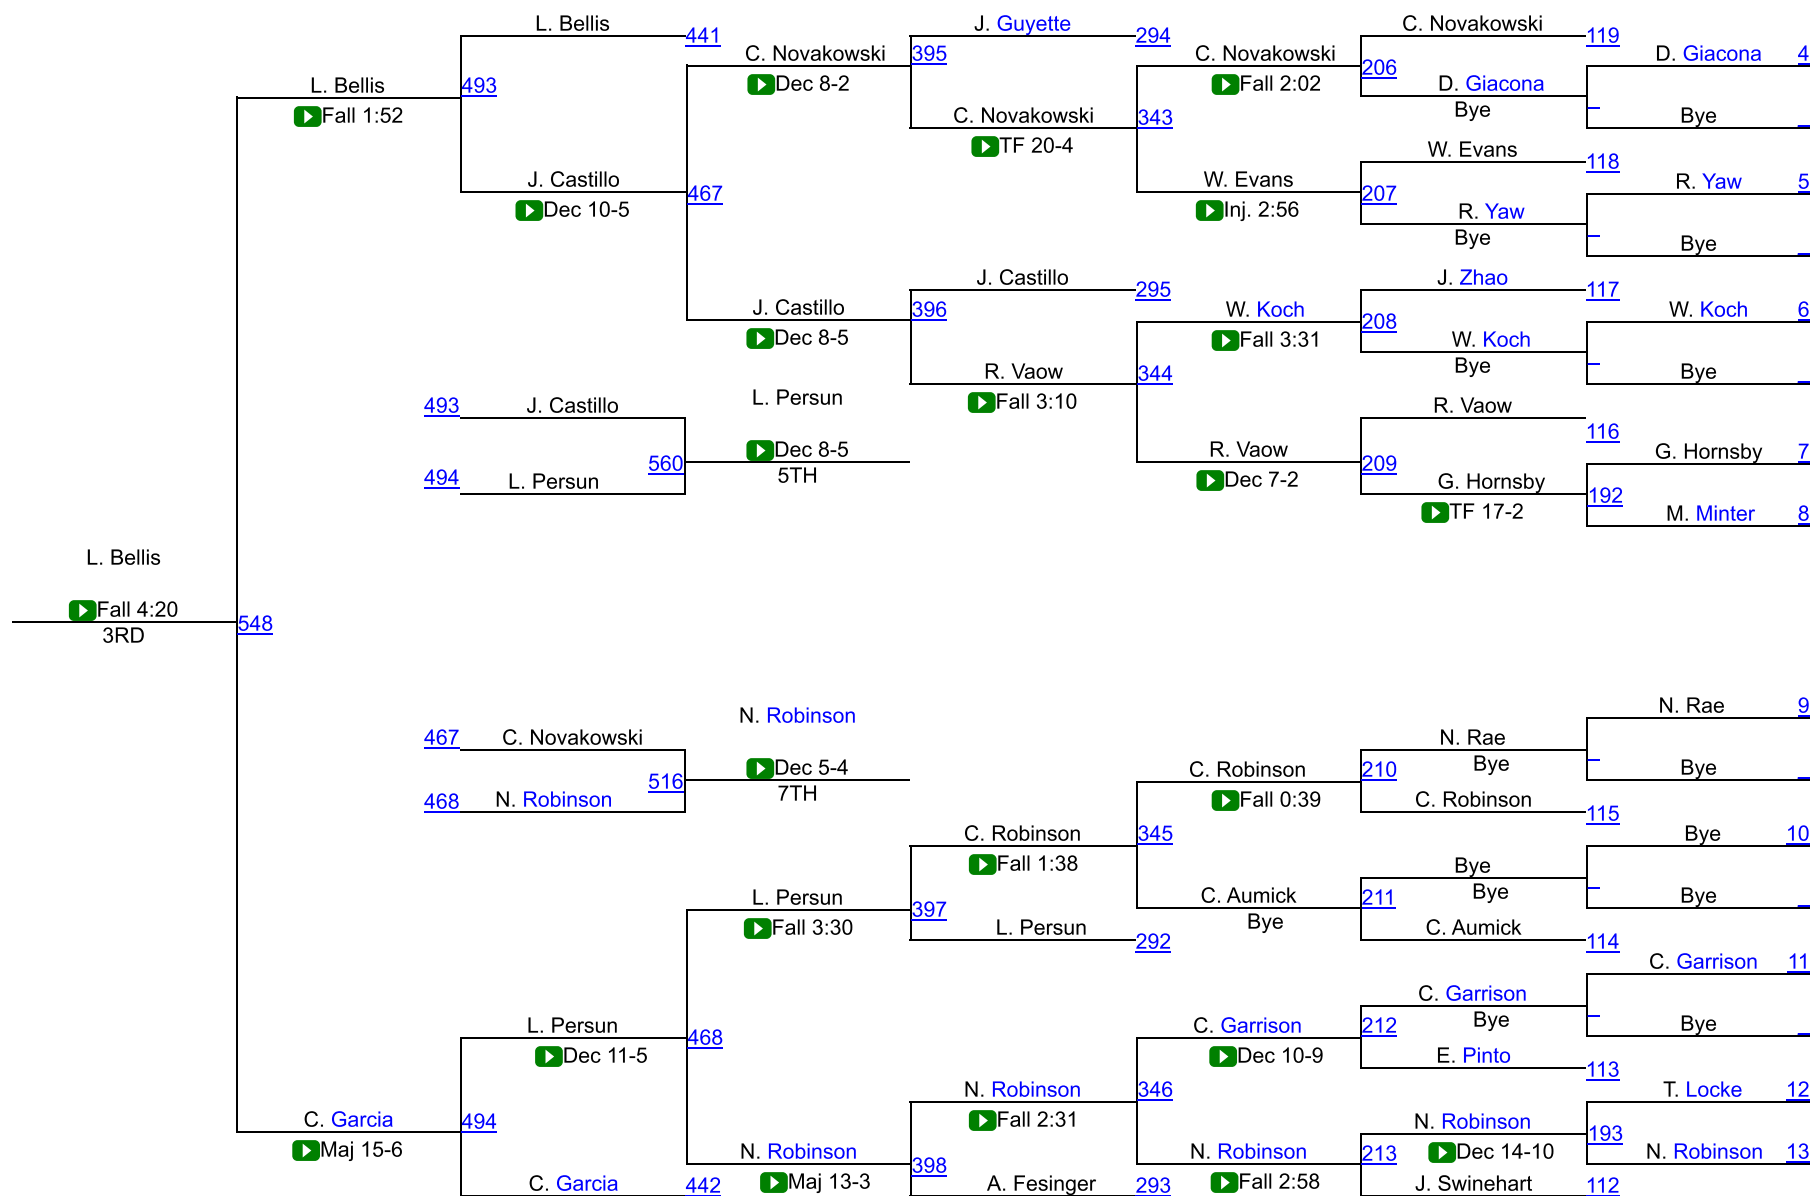 L. Bellis
441
J. Guyette
294
C. Novakowski
119
C. Novakowski
395
C. Novakowski
206
D. Giacona
4
L. Bellis
493
Dec 8-2
Fall 2:02
D. Giacona
Bye
Fall 1:52
C. Novakowski
343
Bye
TF 20-4
W. Evans
118
J. Castillo
467
W. Evans
207
R. Yaw
5
Dec 10-5
Inj. 2:56
R. Yaw
Bye
Bye
J. Castillo
295
J. Zhao
117
J. Castillo
396
W. Koch
208
W. Koch
6
Dec 8-5
Fall 3:31
W. Koch
Bye
R. Vaow
344
Bye
493
J. Castillo
L. Persun
Fall 3:10
R. Vaow
116
Dec 8-5
5TH
560
R. Vaow
209
G. Hornsby
7
494
L. Persun
Dec 7-2
G. Hornsby
192
TF 17-2
M. Minter
8
L. Bellis
Fall 4:20
3RD
548
N. Robinson
N. Rae
9
467
C. Novakowski
N. Rae
Bye
Dec 5-4
7TH
516
C. Robinson
210
Bye
468
N. Robinson
Fall 0:39
C. Robinson
115
C. Robinson
345
Bye
10
Fall 1:38
Bye
Bye
L. Persun
397
C. Aumick
Bye
211
Bye
Fall 3:30
L. Persun
292
C. Aumick
114
C. Garrison
11
C. Garrison
Bye
L. Persun
468
C. Garrison
212
Bye
Dec 11-5
Dec 10-9
E. Pinto
113
N. Robinson
346
T. Locke
12
C. Garcia
494
Fall 2:31
N. Robinson
193
Maj 15-6
N. Robinson
398
N. Robinson
213
Dec 14-10
N. Robinson
13
C. Garcia
442
Maj 13-3
A. Fesinger
293
Fall 2:58
J. Swinehart
112